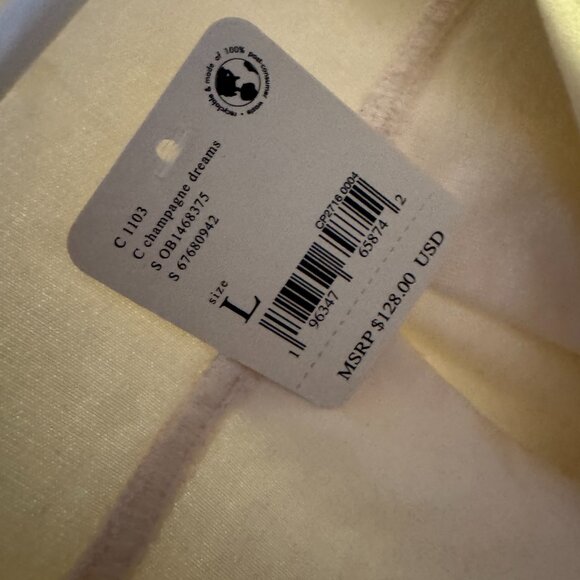 recyclable & made of 100% post-consumer waste •
C 1103
C champagne dreams
S OB1468375
S 67680942
size
L
CP2716 0004
1 96347 65874 2
MSRP $128.00 USD